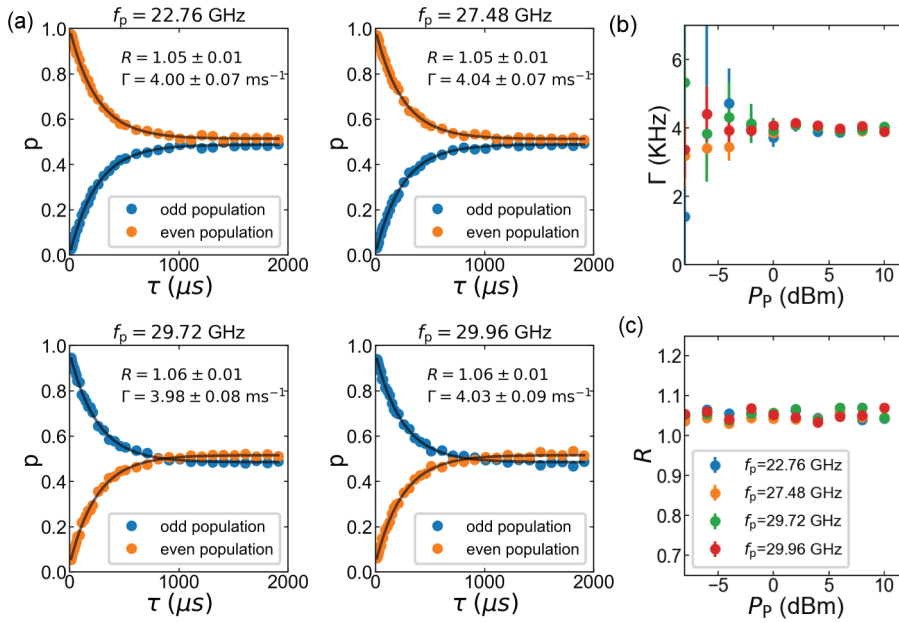 (a)
f_p = 22.76 GHz
R = 1.05 ± 0.01
Γ = 4.00 ± 0.07 ms⁻¹
p
1.0
0.8
0.6
0.4
0.2
0.0
odd population
even population
0 1000 2000
τ (μs)
f_p = 27.48 GHz
R = 1.05 ± 0.01
Γ = 4.04 ± 0.07 ms⁻¹
p
1.0
0.8
0.6
0.4
0.2
0.0
odd population
even population
0 1000 2000
τ (μs)
(b)
Γ (KHz)
6
4
2
0
−5 0 5 10
P_P (dBm)
f_p = 29.72 GHz
R = 1.06 ± 0.01
Γ = 3.98 ± 0.08 ms⁻¹
p
1.0
0.8
0.6
0.4
0.2
0.0
odd population
even population
0 1000 2000
τ (μs)
f_p = 29.96 GHz
R = 1.06 ± 0.01
Γ = 4.03 ± 0.09 ms⁻¹
p
1.0
0.8
0.6
0.4
0.2
0.0
odd population
even population
0 1000 2000
τ (μs)
(c)
R
1.2
1.1
1.0
0.9
0.8
0.7
f_p=22.76 GHz
f_p=27.48 GHz
f_p=29.72 GHz
f_p=29.96 GHz
−5 0 5 10
P_P (dBm)